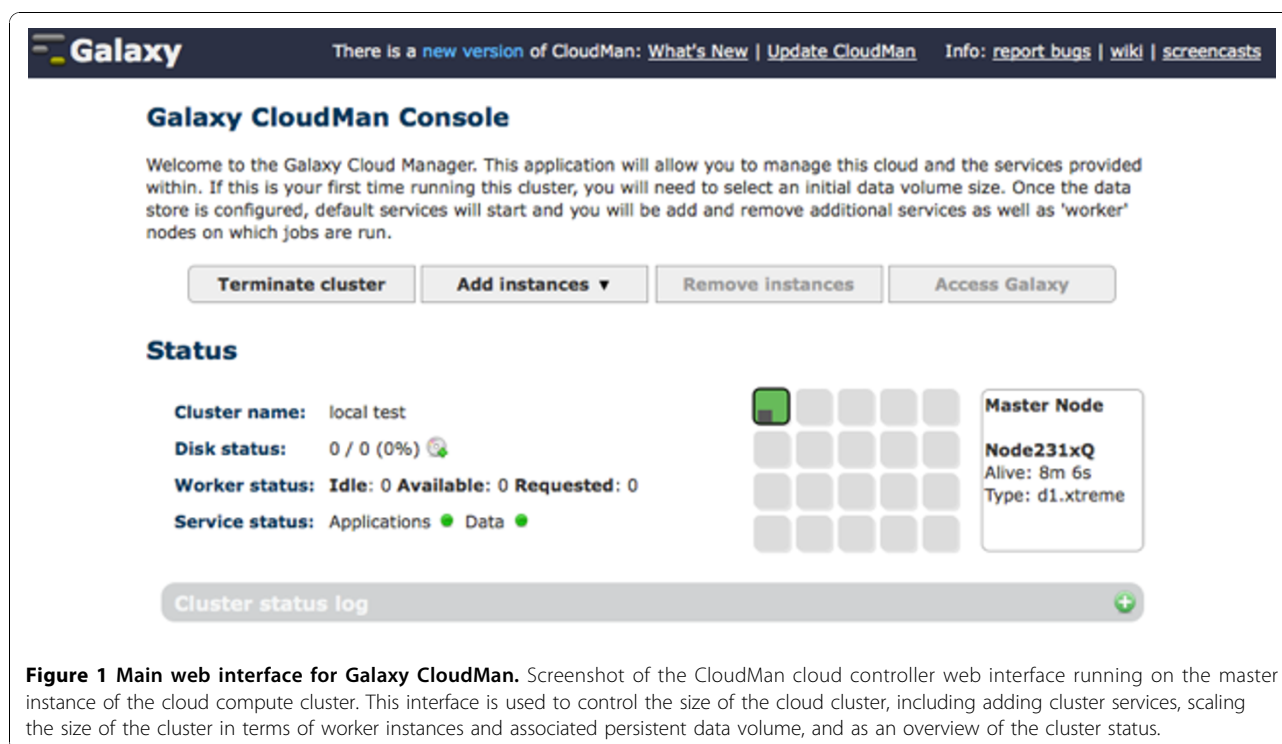 Galaxy There is a new version of CloudMan: What's New | Update CloudMan Info: report bugs | wiki | screencasts
Galaxy CloudMan Console
Welcome to the Galaxy Cloud Manager. This application will allow you to manage this cloud and the services provided
within. If this is your first time running this cluster, you will need to select an initial data volume size. Once the data
store is configured, default services will start and you will be add and remove additional services as well as 'worker'
nodes on which jobs are run.
Terminate cluster Add instances ▼ Remove instances Access Galaxy
Status
Cluster name: local test
Disk status: 0 / 0 (0%)
Worker status: Idle: 0 Available: 0 Requested: 0
Service status: Applications Data
Master Node
Node231xQ
Alive: 8m 6s
Type: d1.xtreme
Cluster status log
Figure 1 Main web interface for Galaxy CloudMan. Screenshot of the CloudMan cloud controller web interface running on the master
instance of the cloud compute cluster. This interface is used to control the size of the cloud cluster, including adding cluster services, scaling
the size of the cluster in terms of worker instances and associated persistent data volume, and as an overview of the cluster status.